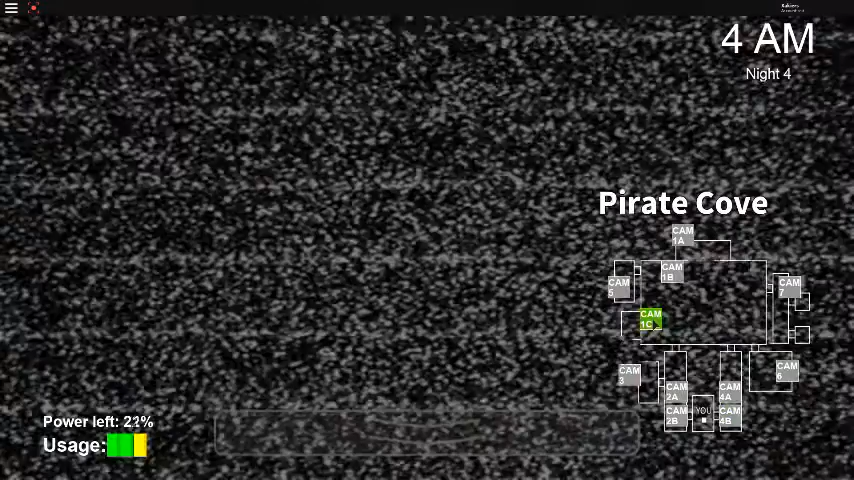 4 AM
Night 4
Pirate Cove
CAM 1A
CAM 1B
CAM 5
CAM 7
CAM 1C
CAM 3
CAM 6
CAM 2A
CAM 4A
CAM 2B
YOU
CAM 4B
Power left: 22%
Usage: